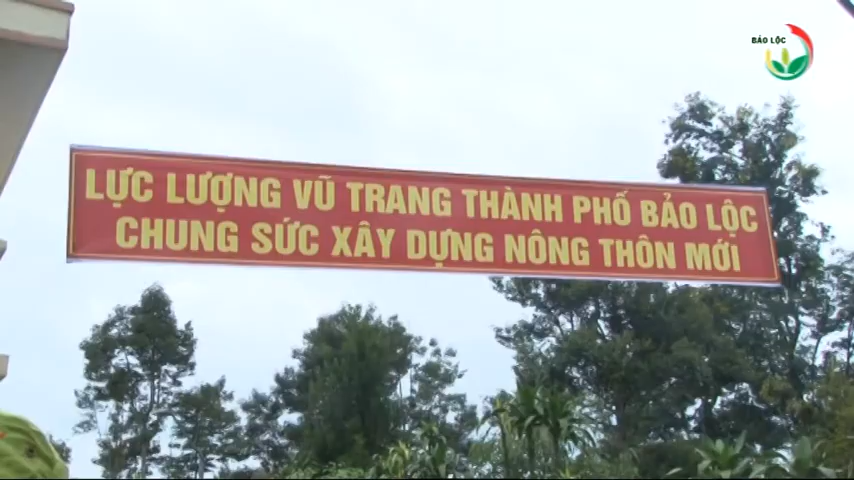 BẢO LỘC
LỰC LƯỢNG VŨ TRANG THÀNH PHỐ BẢO LỘC
CHUNG SỨC XÂY DỰNG NÔNG THÔN MỚI